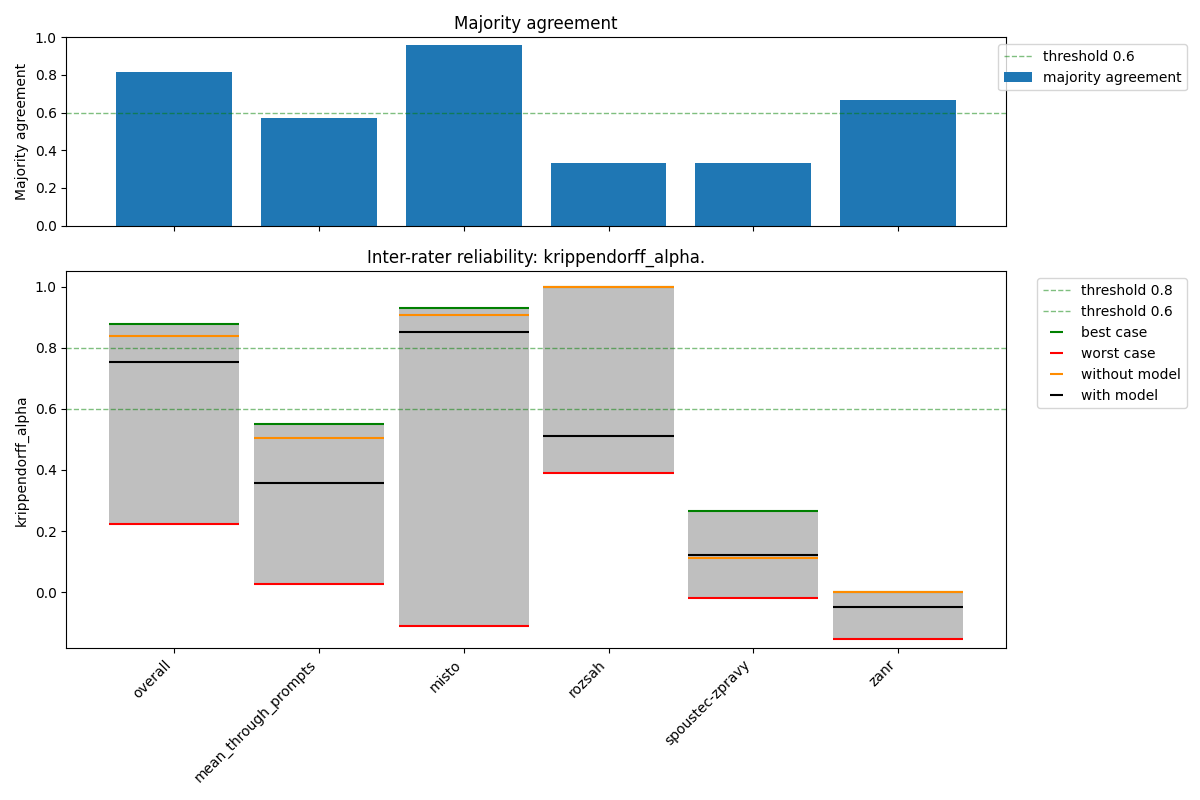 Majority agreement
Majority agreement
1.0
0.8
0.6
0.4
0.2
0.0
threshold 0.6
majority agreement
Inter-rater reliability: krippendorff_alpha.
krippendorff_alpha
1.0
0.8
0.6
0.4
0.2
0.0
threshold 0.8
threshold 0.6
best case
worst case
without model
with model
overall
mean_through_prompts
misto
rozsah
spoustec-zpravy
zanr